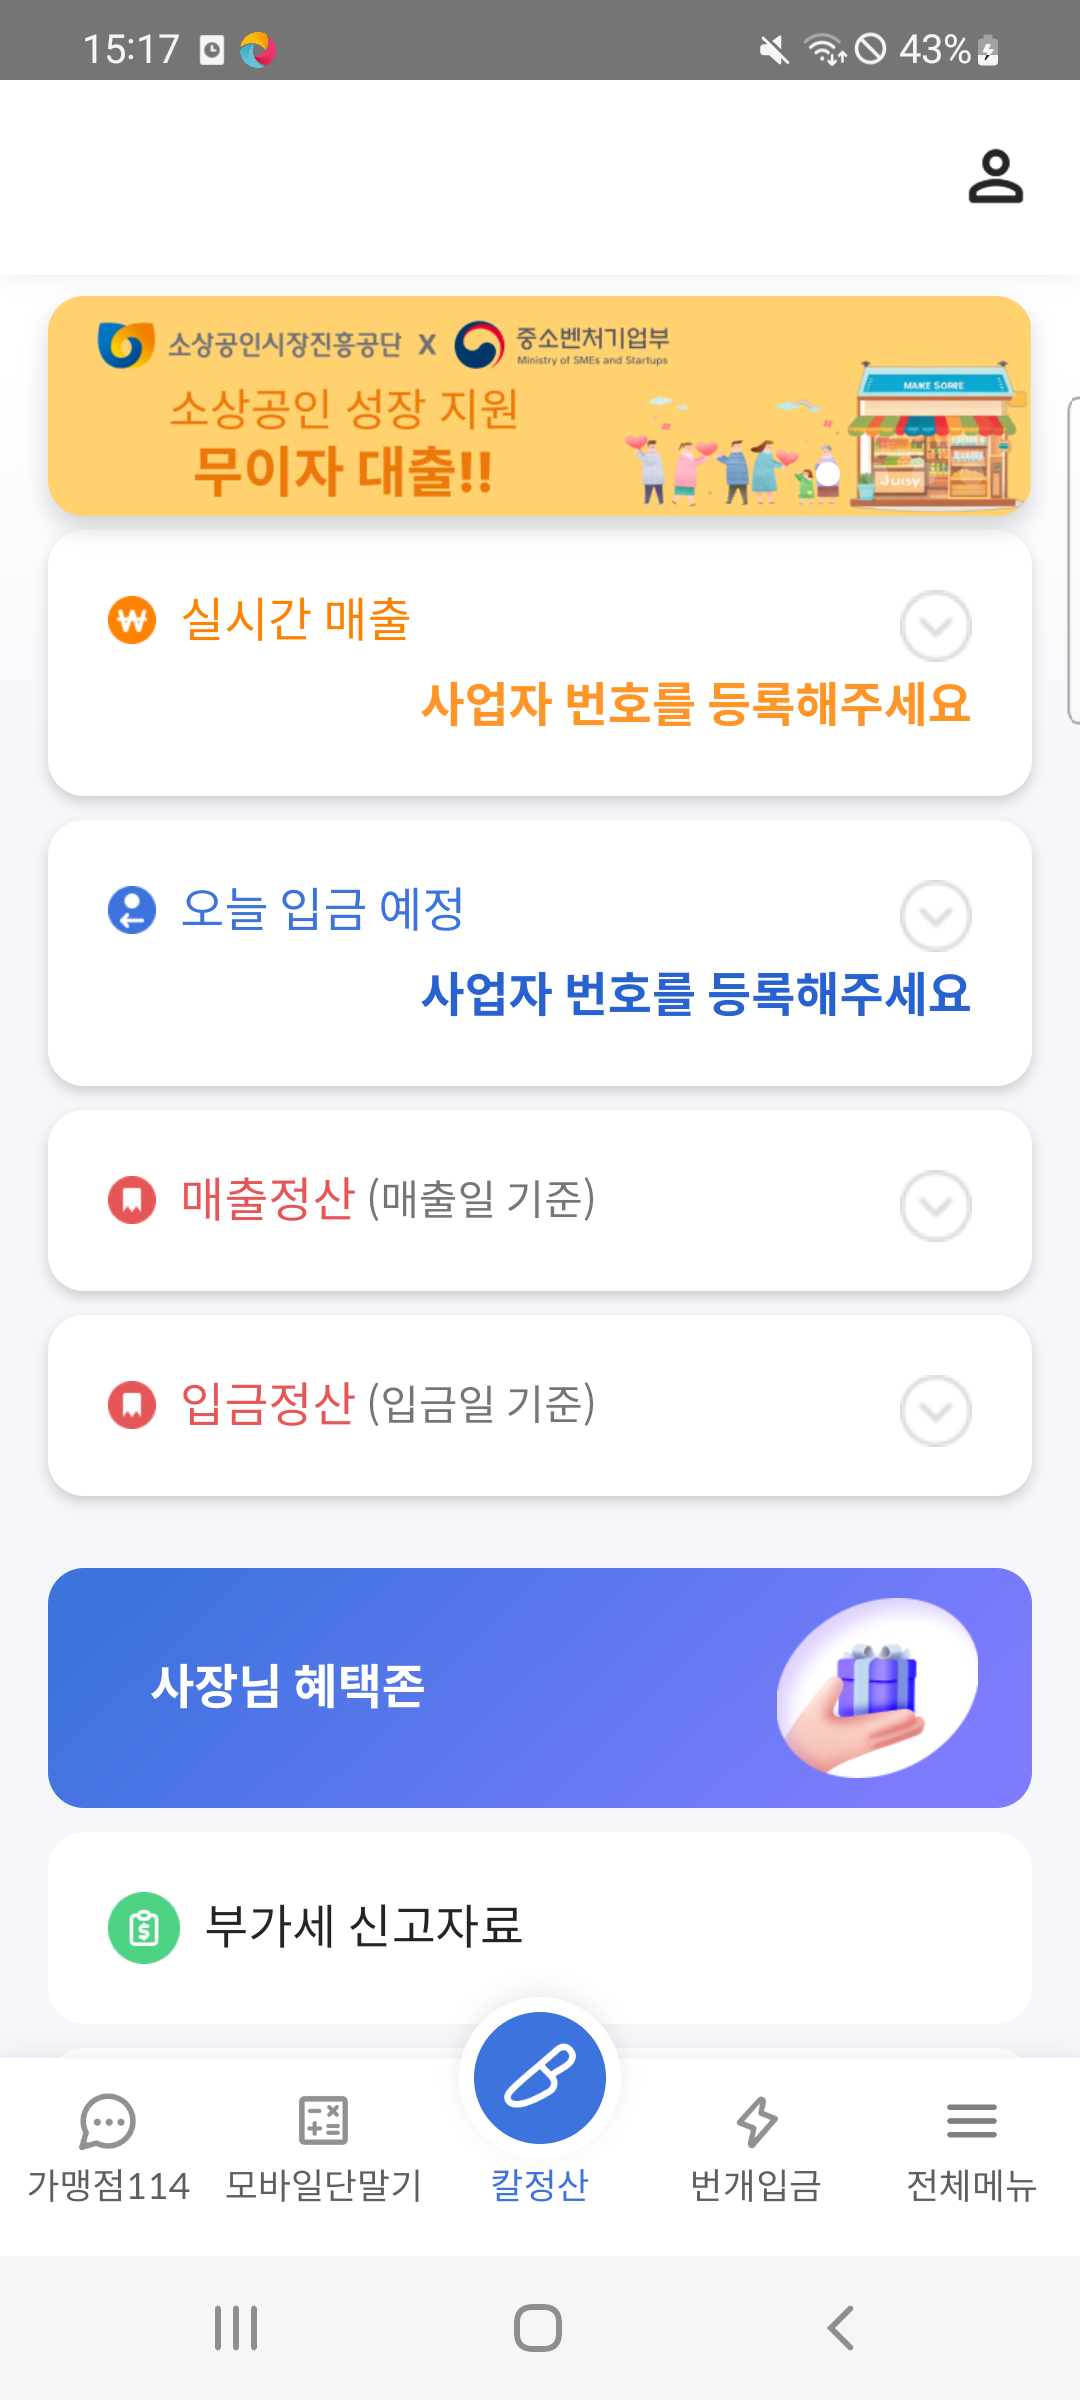 15:17
43%
소상공인시장진흥공단 X 중소벤처기업부
Ministry of SMEs and Startups
소상공인 성장 지원
무이자 대출!!
MAIKE SORRE
Juisy
실시간 매출
사업자 번호를 등록해주세요
오늘 입금 예정
사업자 번호를 등록해주세요
매출정산 (매출일 기준)
입금정산 (입금일 기준)
사장님 혜택존
부가세 신고자료
가맹점114
모바일단말기
칼정산
번개입금
전체메뉴